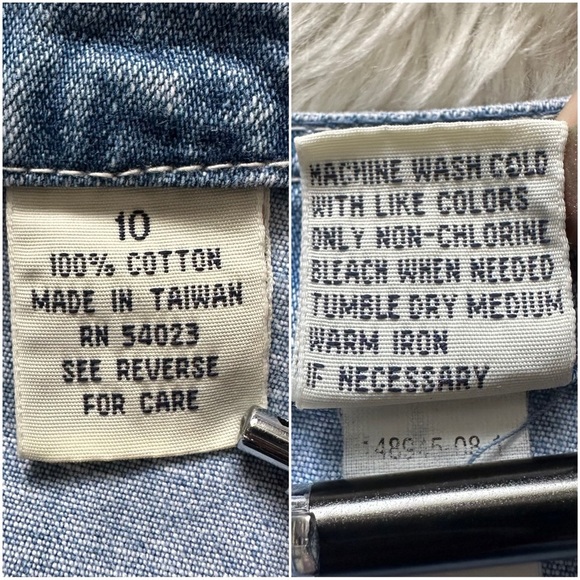 10
100% COTTON
MADE IN TAIWAN
RN 54023
SEE REVERSE
FOR CARE
MACHINE WASH COLD
WITH LIKE COLORS
ONLY NON-CHLORINE
BLEACH WHEN NEEDED
TUMBLE DRY MEDIUM
WARM IRON
IF NECESSARY